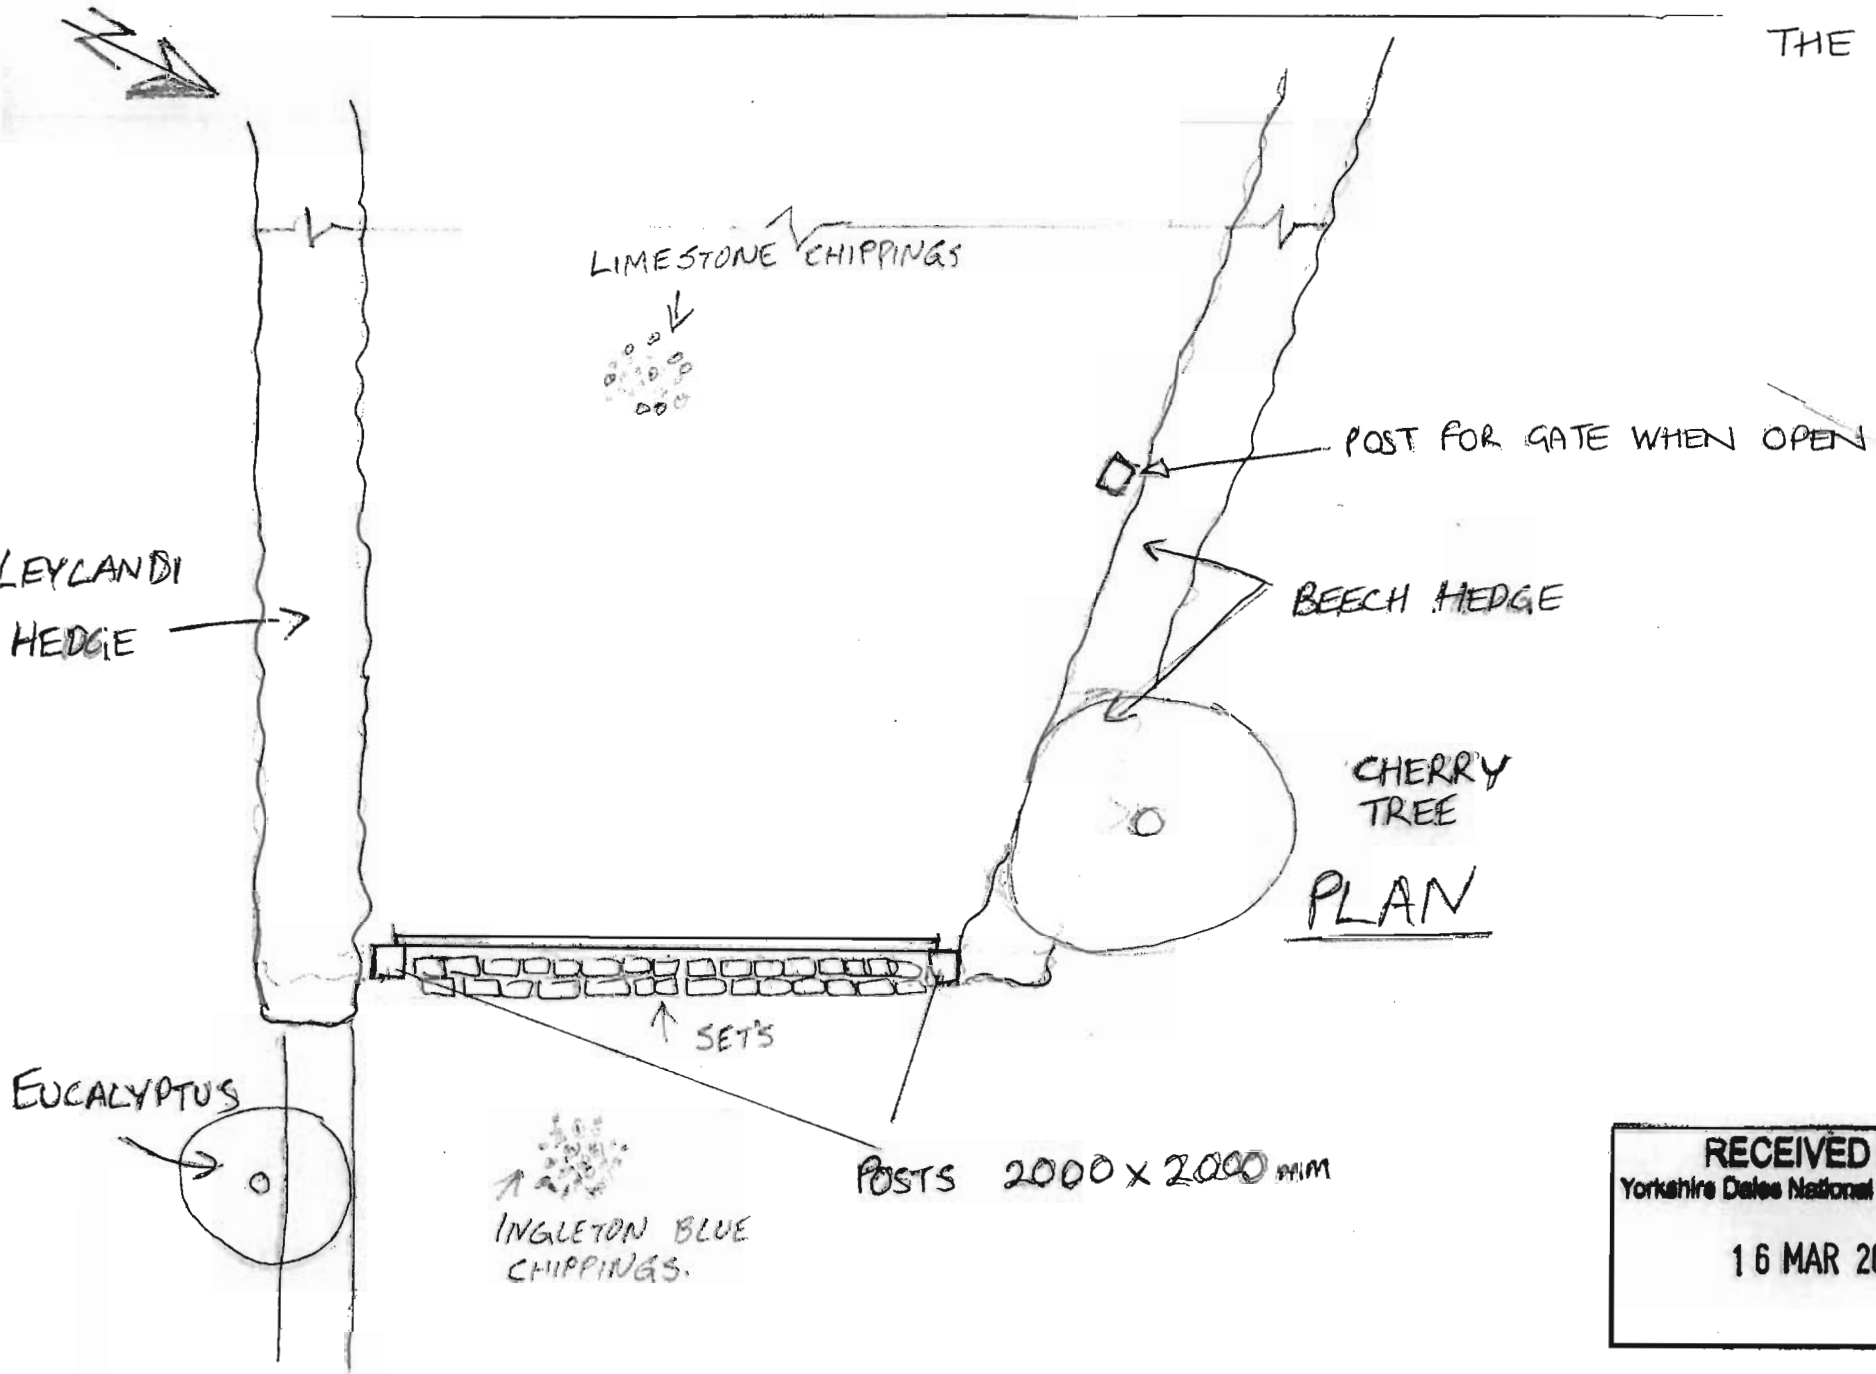 THE
LIMESTONE CHIPPINGS
POST FOR GATE WHEN OPEN
LEYLANDI
HEDGE
BEECH HEDGE
CHERRY
TREE
PLAN
SET'S
EUCALYPTUS
POSTS 2000 x 2000 mm
INGLETON BLUE
CHIPPINGS.
RECEIVED
Yorkshire Dales National
16 MAR 20